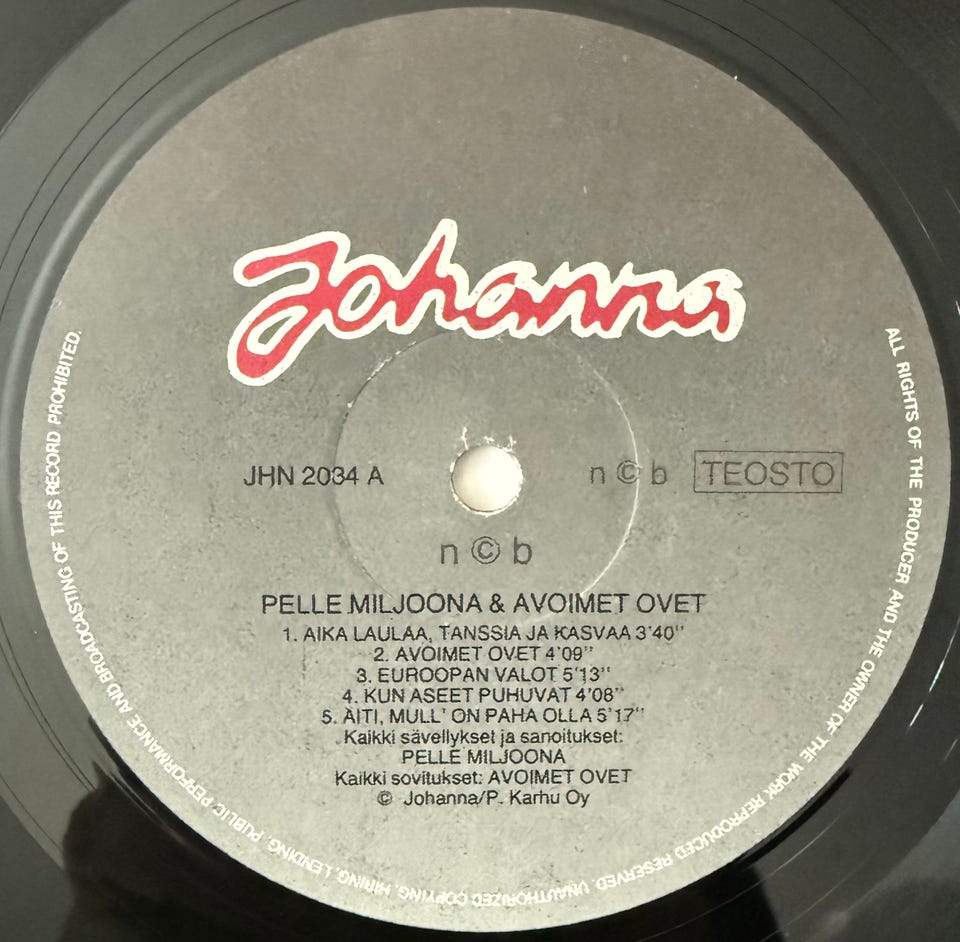 Johanna
JHN 2034 A
n © b TEOSTO
n © b
PELLE MILJOONA & AVOIMET OVET
1. AIKA LAULAA, TANSSIA JA KASVAA 3'40"
2. AVOIMET OVET 4'09"
3. EUROOPAN VALOT 5'13"
4. KUN ASEET PUHUVAT 4'08"
5. ÄITI, MULL' ON PAHA OLLA 5'17"
Kaikki sävellykset ja sanoitukset:
PELLE MILJOONA
Kaikki sovitukset: AVOIMET OVET
© Johanna/P. Karhu Oy
ALL RIGHTS OF THE PRODUCER AND THE OWNER OF THE WORK REPRODUCED RESERVED. UNAUTHORIZED COPYING, HIRING, LENDING, PUBLIC PERFORMANCE AND BROADCASTING OF THIS RECORD PROHIBITED.